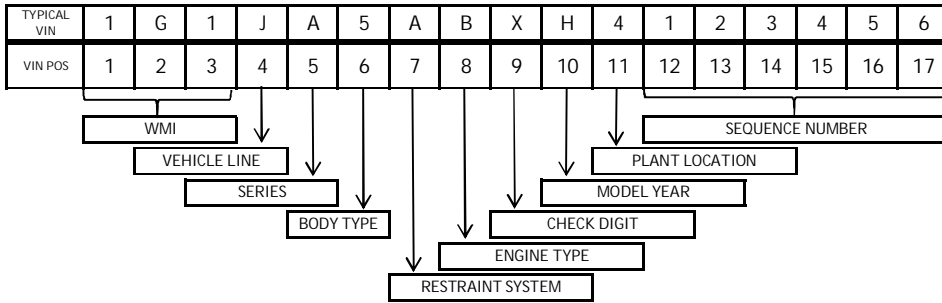 TYPICAL VIN 1 G 1 J A 5 A B X H 4 1 2 3 4 5 6
VIN POS 1 2 3 4 5 6 7 8 9 10 11 12 13 14 15 16 17
WMI SEQUENCE NUMBER
VEHICLE LINE PLANT LOCATION
SERIES MODEL YEAR
BODY TYPE CHECK DIGIT
ENGINE TYPE
RESTRAINT SYSTEM